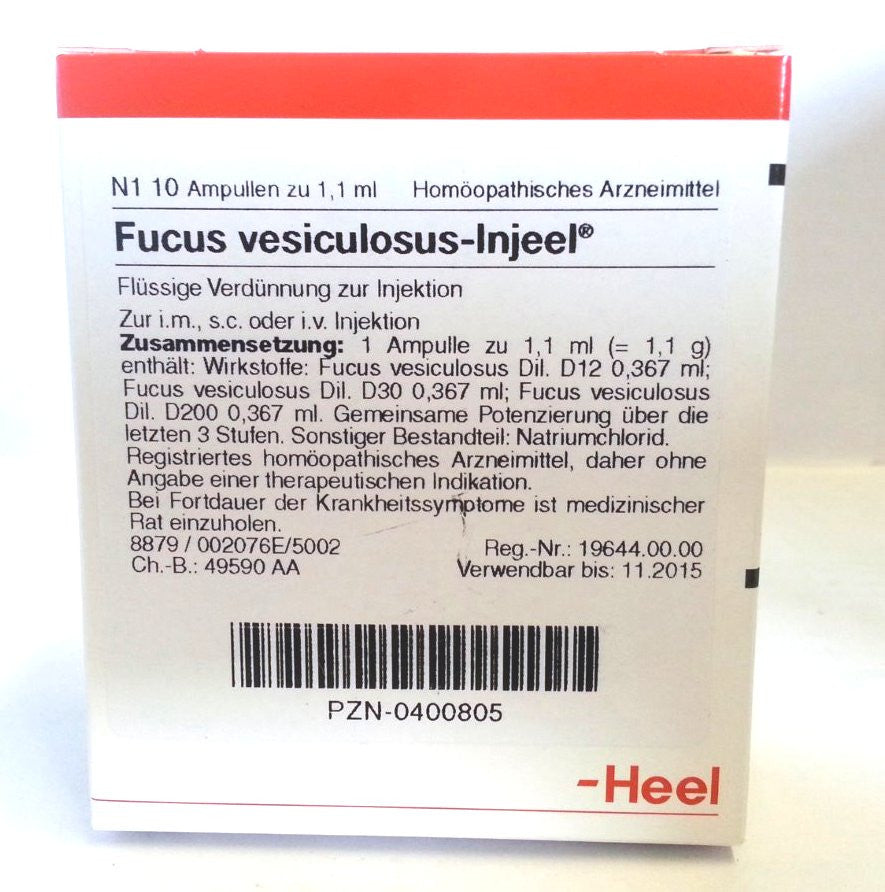 N1 10 Ampullen zu 1,1 ml Homöopathisches Arzneimittel
Fucus vesiculosus-Injeel®
Flüssige Verdünnung zur Injektion
Zur i.m., s.c. oder i.v. Injektion
Zusammensetzung: 1 Ampulle zu 1,1 ml (= 1,1 g)
enthält: Wirkstoffe: Fucus vesiculosus Dil. D12 0,367 ml;
Fucus vesiculosus Dil. D30 0,367 ml; Fucus vesiculosus
Dil. D200 0,367 ml. Gemeinsame Potenzierung über die
letzten 3 Stufen. Sonstiger Bestandteil: Natriumchlorid.
Registriertes homöopathisches Arzneimittel, daher ohne
Angabe einer therapeutischen Indikation.
Bei Fortdauer der Krankheitssymptome ist medizinischer
Rat einzuholen.
8879 / 002076E/5002 Reg.-Nr.: 19644.00.00
Ch.-B.: 49590 AA Verwendbar bis: 11.2015
PZN-0400805
-Heel